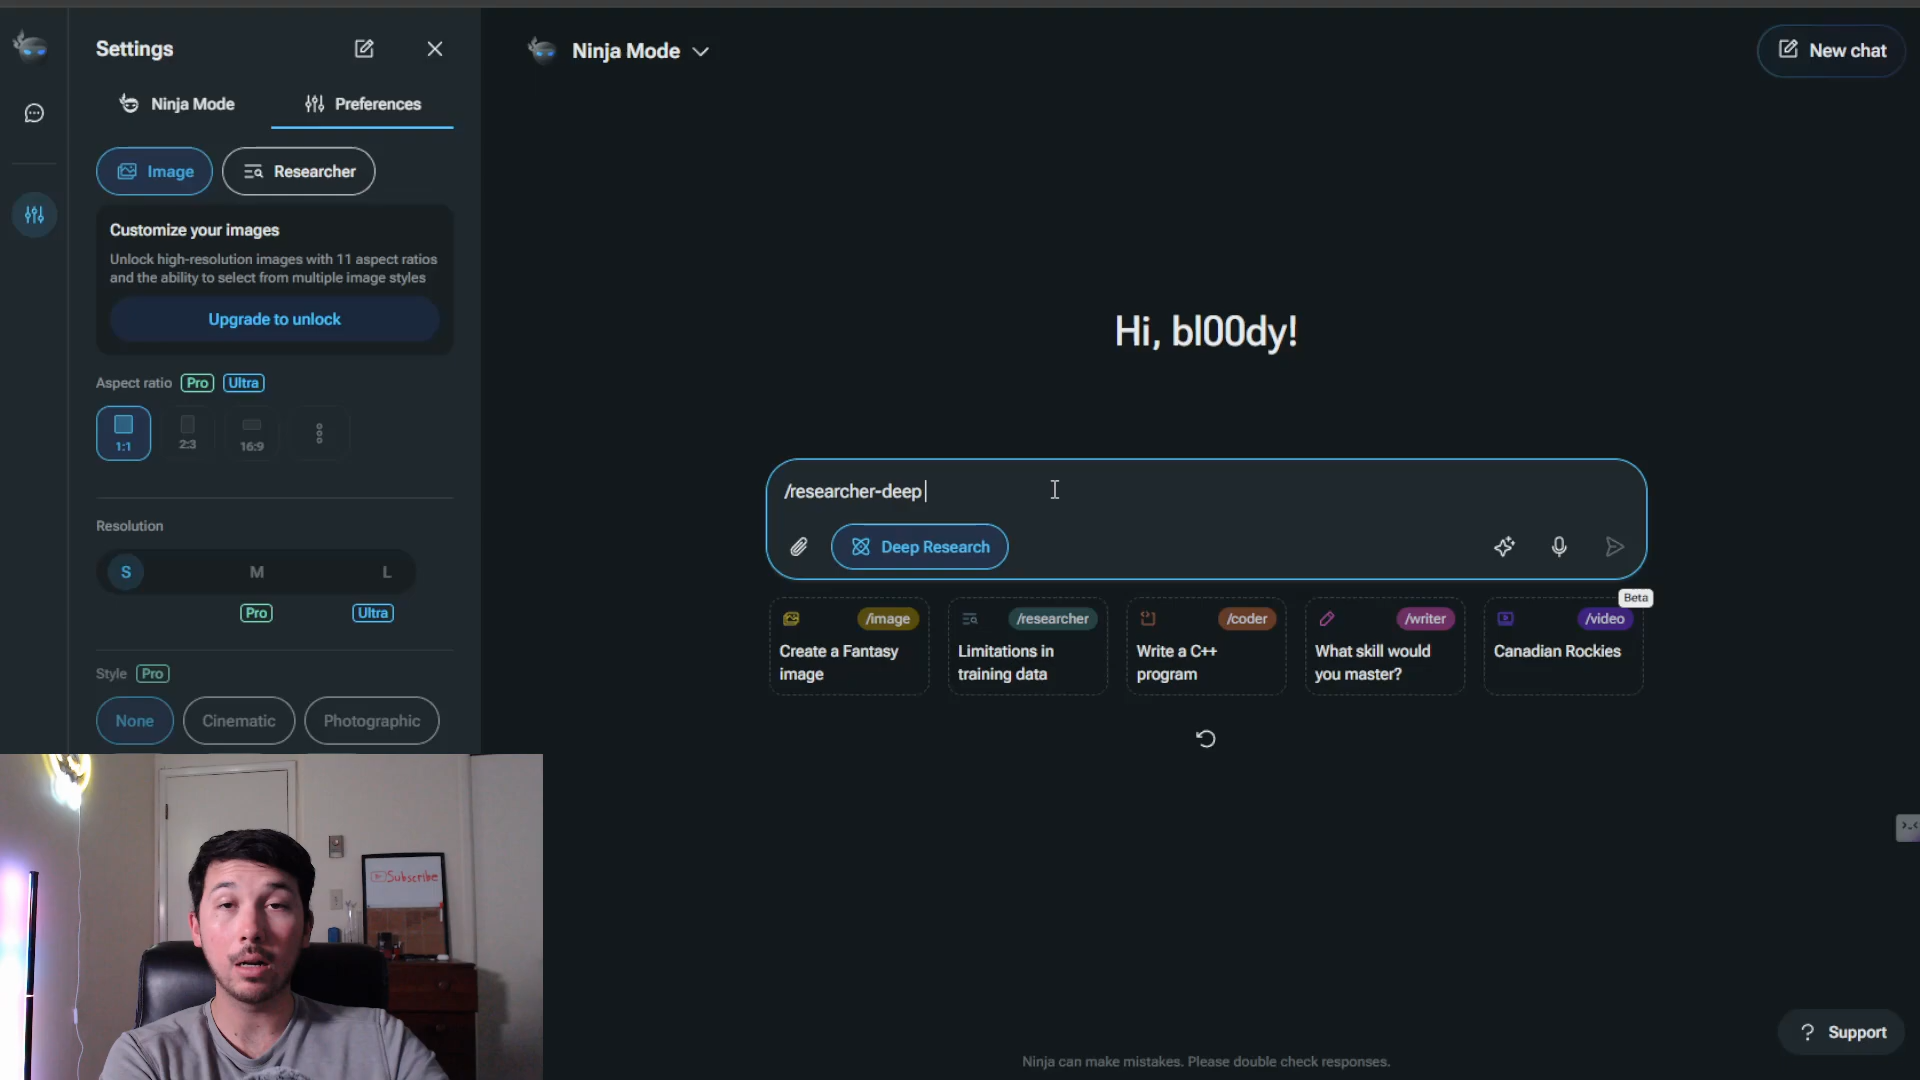 Settings
Ninja Mode
Preferences
Image
Researcher
Customize your images
Unlock high-resolution images with 11 aspect ratios
and the ability to select from multiple image styles
Upgrade to unlock
Aspect ratio Pro Ultra
1:1
2:3
16:9
Resolution
S M L
Pro Ultra
Style Pro
None
Cinematic
Photographic
Subscribe
Ninja Mode
New chat
Hi, bl00dy!
/researcher-deep
Deep Research
/image
Create a Fantasy
image
/researcher
Limitations in
training data
/coder
Write a C++
program
/writer
What skill would
you master?
Beta
/video
Canadian Rockies
>_<
? Support
Ninja can make mistakes. Please double check responses.